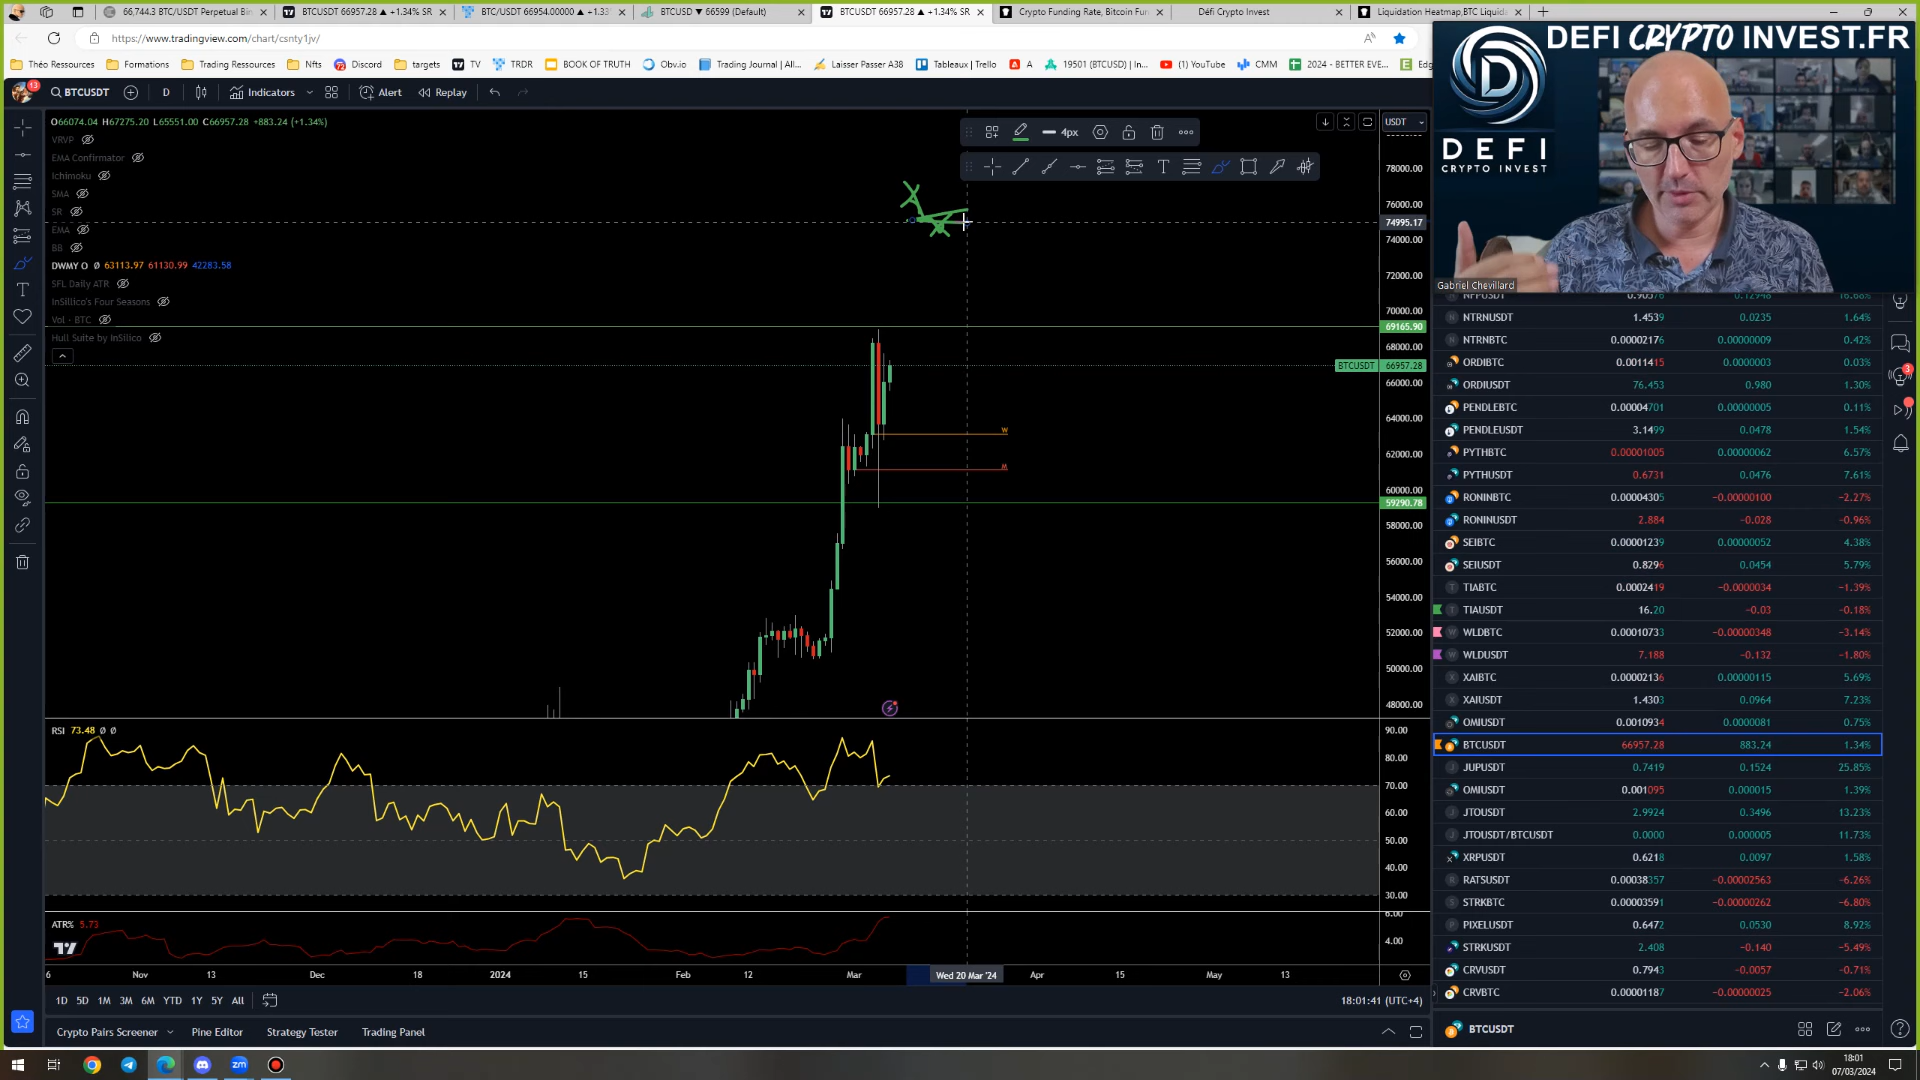 66,744.3 BTC/USDT Perpetual Bin
BTCUSDT 66957.28 ▲ +1.34% SR
BTC/USDT 66954.00000 ▲ +1.33
BTCUSD ▼ 66599 (Default)
BTCUSDT 66957.28 ▲ +1.34% SR
Crypto Funding Rate, Bitcoin Fun
Défi Crypto Invest
Liquidation Heatmap,BTC Liquid
https://www.tradingview.com/chart/csnty1jv/
Théo Ressources
Formations
Trading Ressources
Nfts
Discord
targets
TV
TRDR
BOOK OF TRUTH
Obv.io
Trading Journal | All...
Laisser Passer A38
Tableaux | Trello
A
19501 (BTCUSD) | In...
(1) YouTube
CMM
2024 - BETTER EVE...
DEFI CRYPTO INVEST.FR
DEFI
CRYPTO INVEST
Gabriel Chevillard
13
BTCUSDT
D
Indicators
Alert
Replay
O66074.04 H67275.20 L65551.00 C66957.28 +883.24 (+1.34%)
VRVP
EMA Confirmator
Ichimoku
SMA
SR
EMA
BB
DWMY O Ø 63113.97 61130.99 42283.58
SFL Daily ATR
InSillico's Four Seasons
Vol - BTC
Hull Suite by InSilico
4px
T
USDT
78000.00
76000.00
74995.17
74000.00
72000.00
70000.00
69165.90
68000.00
BTCUSDT 66957.28
66000.00
64000.00
62000.00
60000.00
59290.78
58000.00
56000.00
54000.00
52000.00
50000.00
48000.00
W
M
RSI 73.48 Ø Ø
90.00
80.00
70.00
60.00
50.00
40.00
30.00
ATR% 5.73
6.00
4.00
6 Nov 13 Dec 18 2024 15 Feb 12 Mar Wed 20 Mar '24 Apr 15 May 13
1D 5D 1M 3M 6M YTD 1Y 5Y All
18:01:41 (UTC+4)
Crypto Pairs Screener
Pine Editor
Strategy Tester
Trading Panel
NFPUSDT 0.90576 0.12948 16.68%
NTRNUSDT 1.4539 0.0235 1.64%
NTRNBTC 0.00002176 0.00000009 0.42%
ORDIBTC 0.0011415 0.0000003 0.03%
ORDIUSDT 76.453 0.980 1.30%
PENDLEBTC 0.00004701 0.00000005 0.11%
PENDLEUSDT 3.1499 0.0478 1.54%
PYTHBTC 0.00001005 0.00000062 6.57%
PYTHUSDT 0.6731 0.0476 7.61%
RONINBTC 0.00004305 −0.00000100 −2.27%
RONINUSDT 2.884 −0.028 −0.96%
SEIBTC 0.00001239 0.00000052 4.38%
SEIUSDT 0.8296 0.0454 5.79%
TIABTC 0.0002419 −0.0000034 −1.39%
TIAUSDT 16.20 −0.03 −0.18%
WLDBTC 0.00010733 −0.00000348 −3.14%
WLDUSDT 7.188 −0.132 −1.80%
XAIBTC 0.00002136 0.00000115 5.69%
XAIUSDT 1.4303 0.0964 7.23%
OMIUSDT 0.0010934 0.0000081 0.75%
BTCUSDT 66957.28 883.24 1.34%
JUPUSDT 0.7419 0.1524 25.85%
OMIUSDT 0.001095 0.000015 1.39%
JTOUSDT 2.9924 0.3496 13.23%
JTOUSDT/BTCUSDT 0.0000 0.000005 11.73%
XRPUSDT 0.6218 0.0097 1.58%
RATSUSDT 0.00038357 −0.00002563 −6.26%
STRKBTC 0.00003591 −0.00000262 −6.80%
PIXELUSDT 0.6472 0.0530 8.92%
STRKUSDT 2.408 −0.140 −5.49%
CRVUSDT 0.7943 −0.0057 −0.71%
CRVBTC 0.00001187 −0.00000025 −2.06%
BTCUSDT
3
zm
18:01
07/03/2024